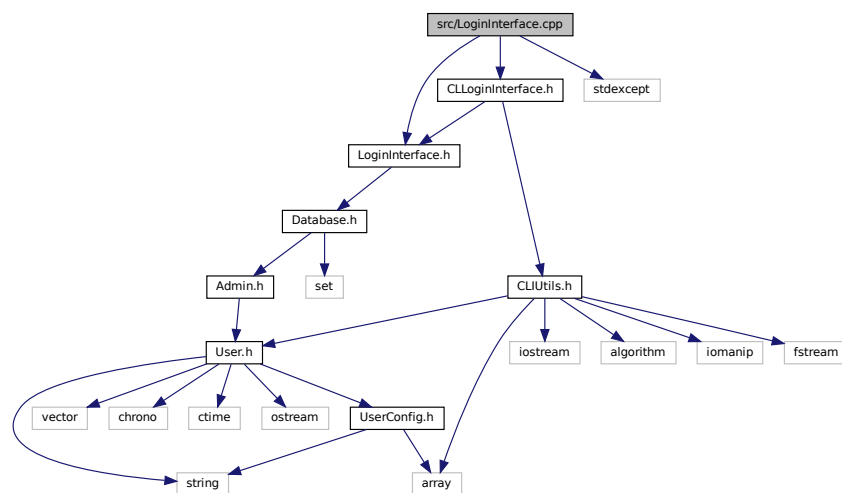 src/LoginInterface.cpp
CLLoginInterface.h
stdexcept
LoginInterface.h
Database.h
Admin.h
set
CLIUtils.h
User.h
iostream
algorithm
iomanip
fstream
vector
chrono
ctime
ostream
UserConfig.h
string
array